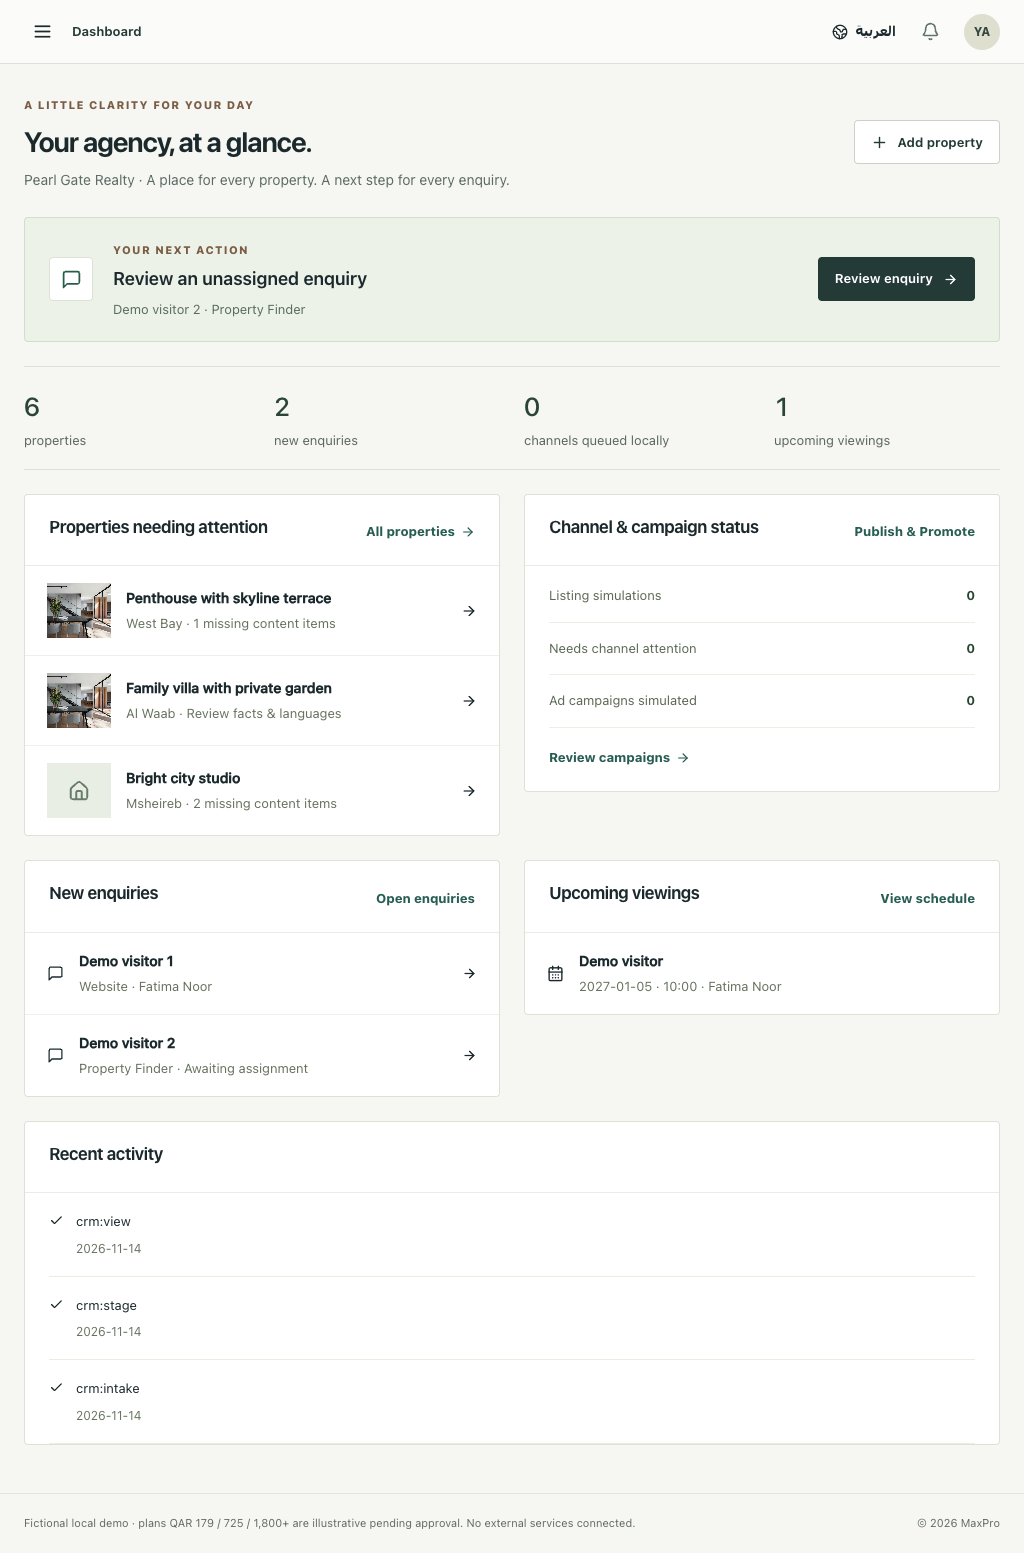 Dashboard
العربية
YA
A LITTLE CLARITY FOR YOUR DAY
Your agency, at a glance.
Pearl Gate Realty · A place for every property. A next step for every enquiry.
Add property
YOUR NEXT ACTION
Review an unassigned enquiry
Demo visitor 2 · Property Finder
Review enquiry
6
properties
2
new enquiries
0
channels queued locally
1
upcoming viewings
Properties needing attention
All properties
Penthouse with skyline terrace
West Bay · 1 missing content items
Family villa with private garden
Al Waab · Review facts & languages
Bright city studio
Msheireb · 2 missing content items
Channel & campaign status
Publish & Promote
Listing simulations 0
Needs channel attention 0
Ad campaigns simulated 0
Review campaigns
New enquiries
Open enquiries
Demo visitor 1
Website · Fatima Noor
Demo visitor 2
Property Finder · Awaiting assignment
Upcoming viewings
View schedule
Demo visitor
2027-01-05 · 10:00 · Fatima Noor
Recent activity
crm:view
2026-11-14
crm:stage
2026-11-14
crm:intake
2026-11-14
Fictional local demo · plans QAR 179 / 725 / 1,800+ are illustrative pending approval. No external services connected.
© 2026 MaxPro